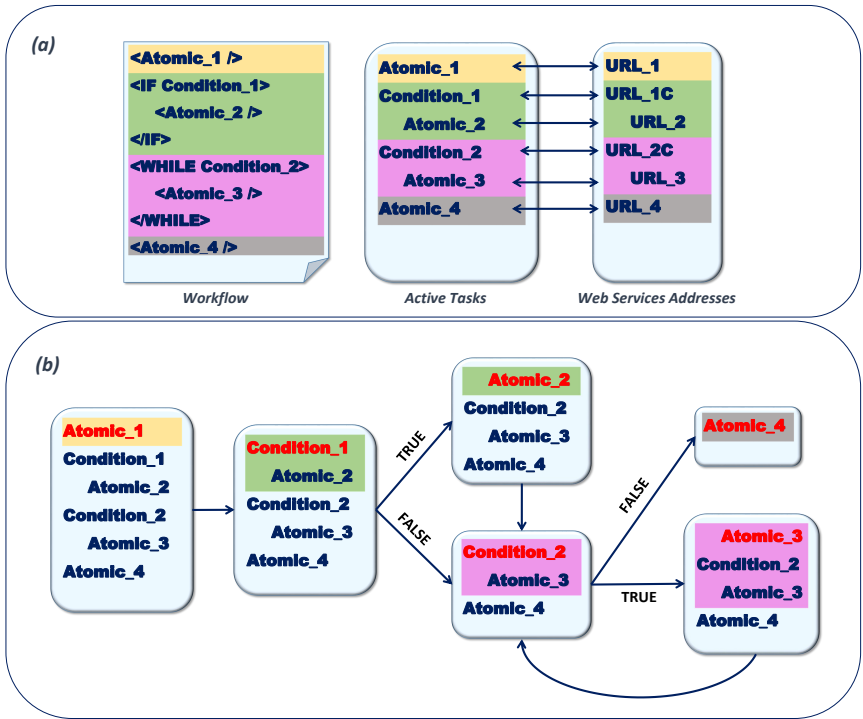 (a)
<Atomic_1 />
<IF Condition_1>
<Atomic_2 />
</IF>
<WHILE Condition_2>
<Atomic_3 />
</WHILE>
<Atomic_4 />
Workflow
Atomic_1
Condition_1
Atomic_2
Condition_2
Atomic_3
Atomic_4
Active Tasks
URL_1
URL_1C
URL_2
URL_2C
URL_3
URL_4
Web Services Addresses
(b)
Atomic_1
Condition_1
Atomic_2
Condition_2
Atomic_3
Atomic_4
Condition_1
Atomic_2
Condition_2
Atomic_3
Atomic_4
TRUE
FALSE
Atomic_2
Condition_2
Atomic_3
Atomic_4
Condition_2
Atomic_3
Atomic_4
FALSE
TRUE
Atomic_4
Atomic_3
Condition_2
Atomic_3
Atomic_4